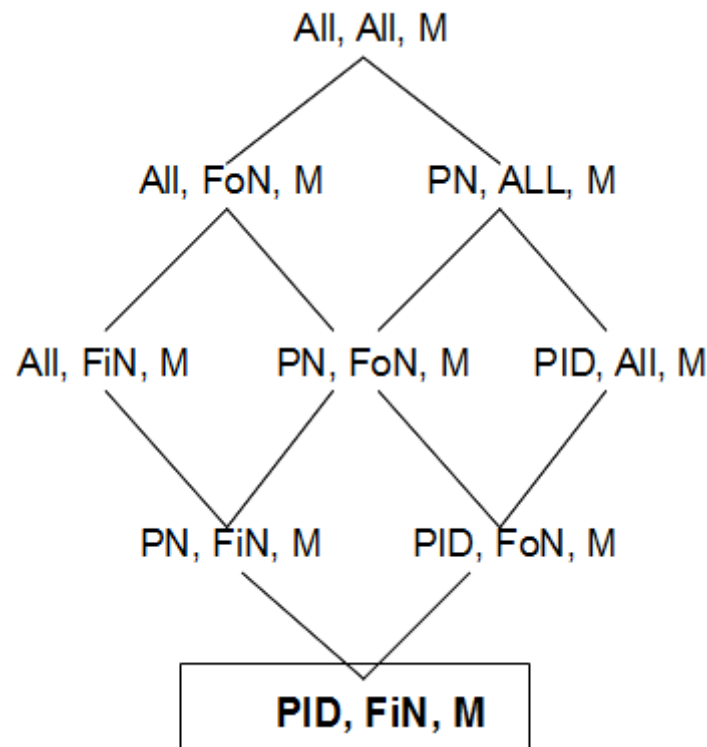 All, All, M
All, FoN, M PN, ALL, M
All, FiN, M PN, FoN, M PID, All, M
PN, FiN, M PID, FoN, M
PID, FiN, M